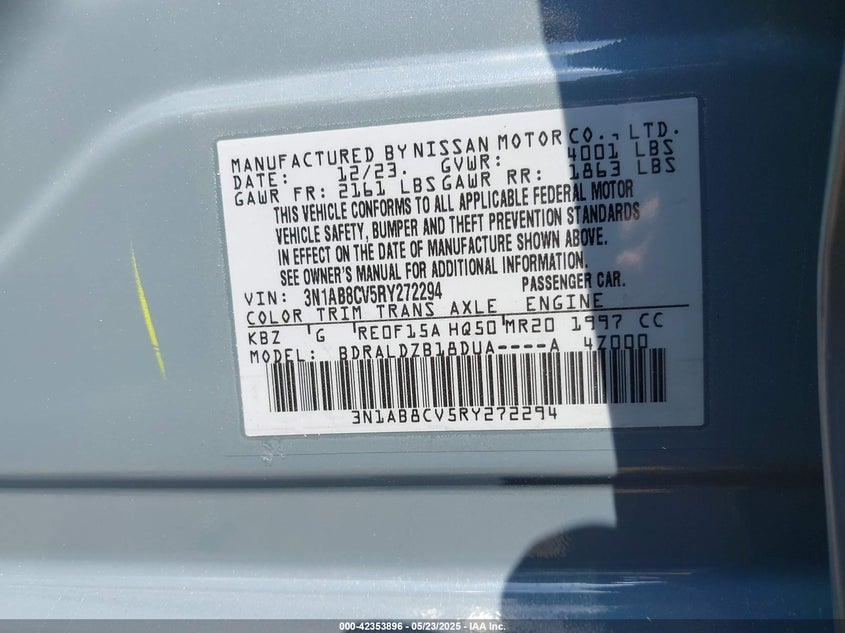 MANUFACTURED BY NISSAN MOTOR CO., LTD.
DATE: 12/23. GVWR: 4001 LBS
GAWR FR: 2161 LBS GAWR RR: 1863 LBS
THIS VEHICLE CONFORMS TO ALL APPLICABLE FEDERAL MOTOR
VEHICLE SAFETY, BUMPER AND THEFT PREVENTION STANDARDS
IN EFFECT ON THE DATE OF MANUFACTURE SHOWN ABOVE.
SEE OWNER'S MANUAL FOR ADDITIONAL INFORMATION.
VIN: 3N1AB8CV5RY272294 PASSENGER CAR.
COLOR TRIM TRANS AXLE ENGINE
KBZ G RE0F15A HQ50 MR20 1997 CC
MODEL: BDRALDZB18DUA----A 4Z000
3N1AB8CV5RY272294
000-42353896 - 05/23/2025 - IAA Inc.